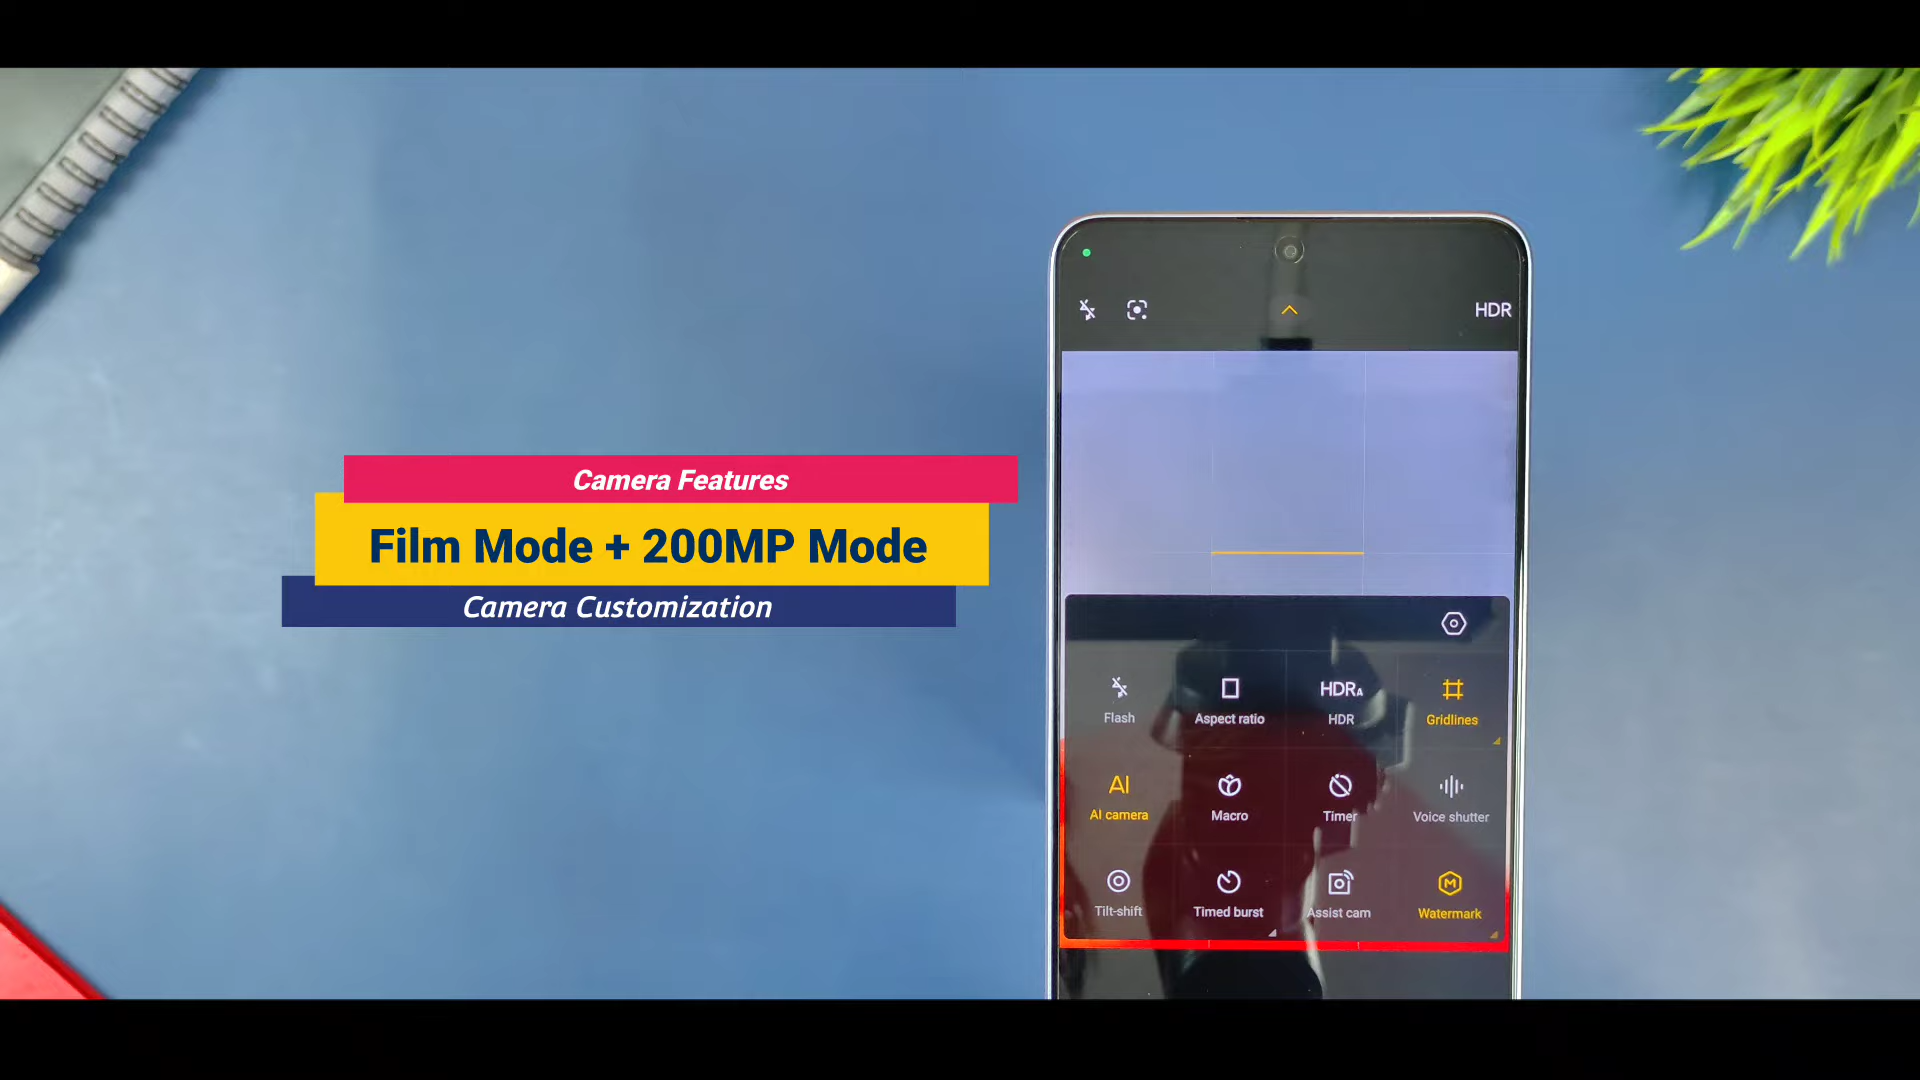 HDR
Camera Features
Film Mode + 200MP Mode
Camera Customization
Flash
Aspect ratio
HDRA
HDR
Gridlines
AI
AI camera
Macro
Timer
Voice shutter
Tilt-shift
Timed burst
Assist cam
M
Watermark